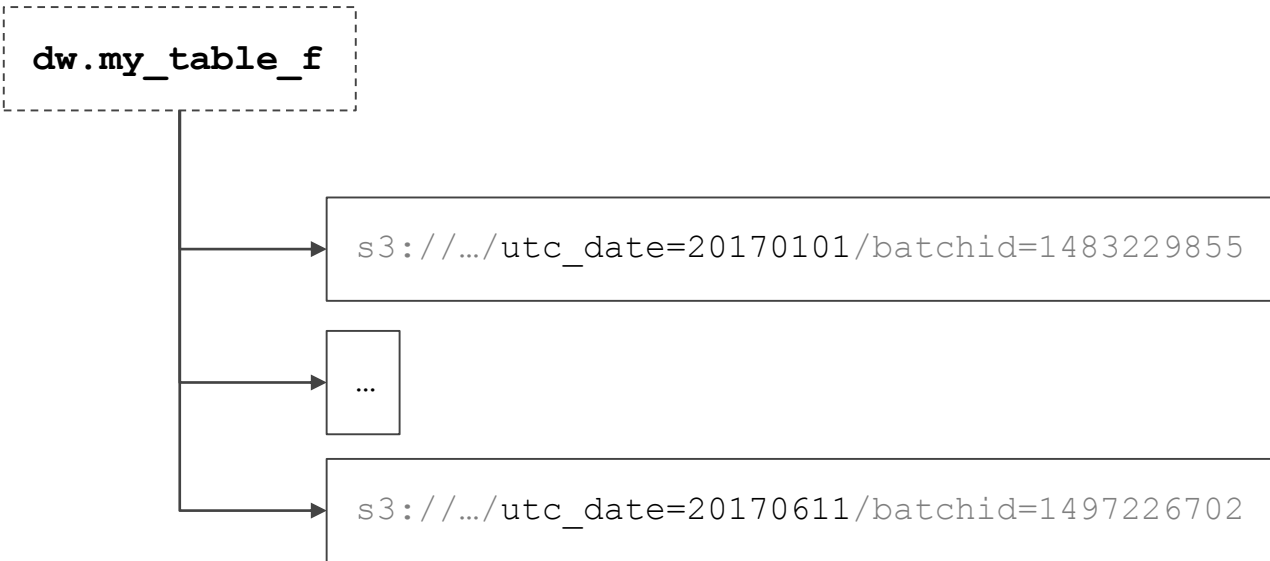 dw.my_table_f
s3://…/utc_date=20170101/batchid=1483229855
…
s3://…/utc_date=20170611/batchid=1497226702